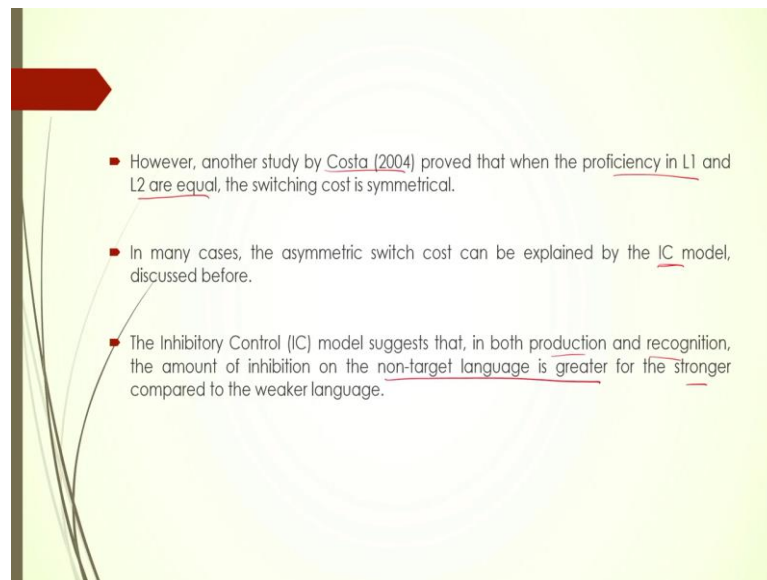 However, another study by Costa (2004) proved that when the proficiency in L1 and
L2 are equal, the switching cost is symmetrical.
In many cases, the asymmetric switch cost can be explained by the IC model,
discussed before.
The Inhibitory Control (IC) model suggests that, in both production and recognition,
the amount of inhibition on the non-target language is greater for the stronger
compared to the weaker language.